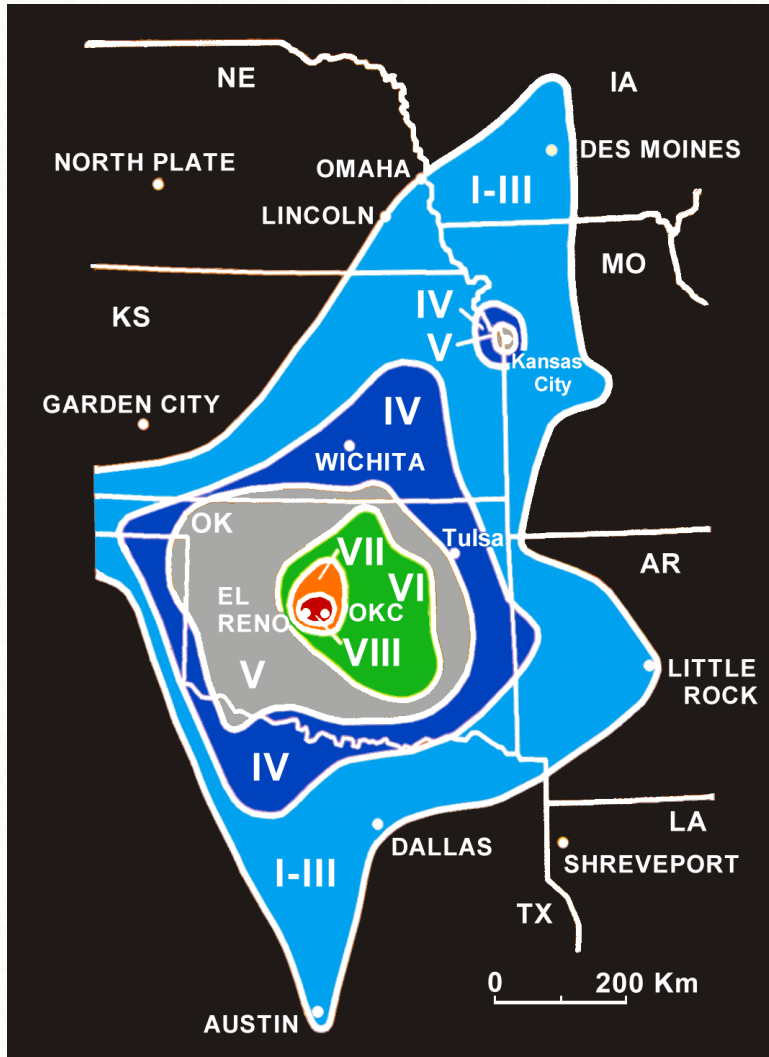 NE
IA
NORTH PLATE
OMAHA
DES MOINES
I-III
LINCOLN
MO
KS
IV
V
Kansas
City
GARDEN CITY
IV
WICHITA
OK
Tulsa
VII
AR
VI
EL
RENO
OKC
VIII
V
LITTLE
ROCK
IV
LA
DALLAS
SHREVEPORT
I-III
TX
0
200 Km
AUSTIN